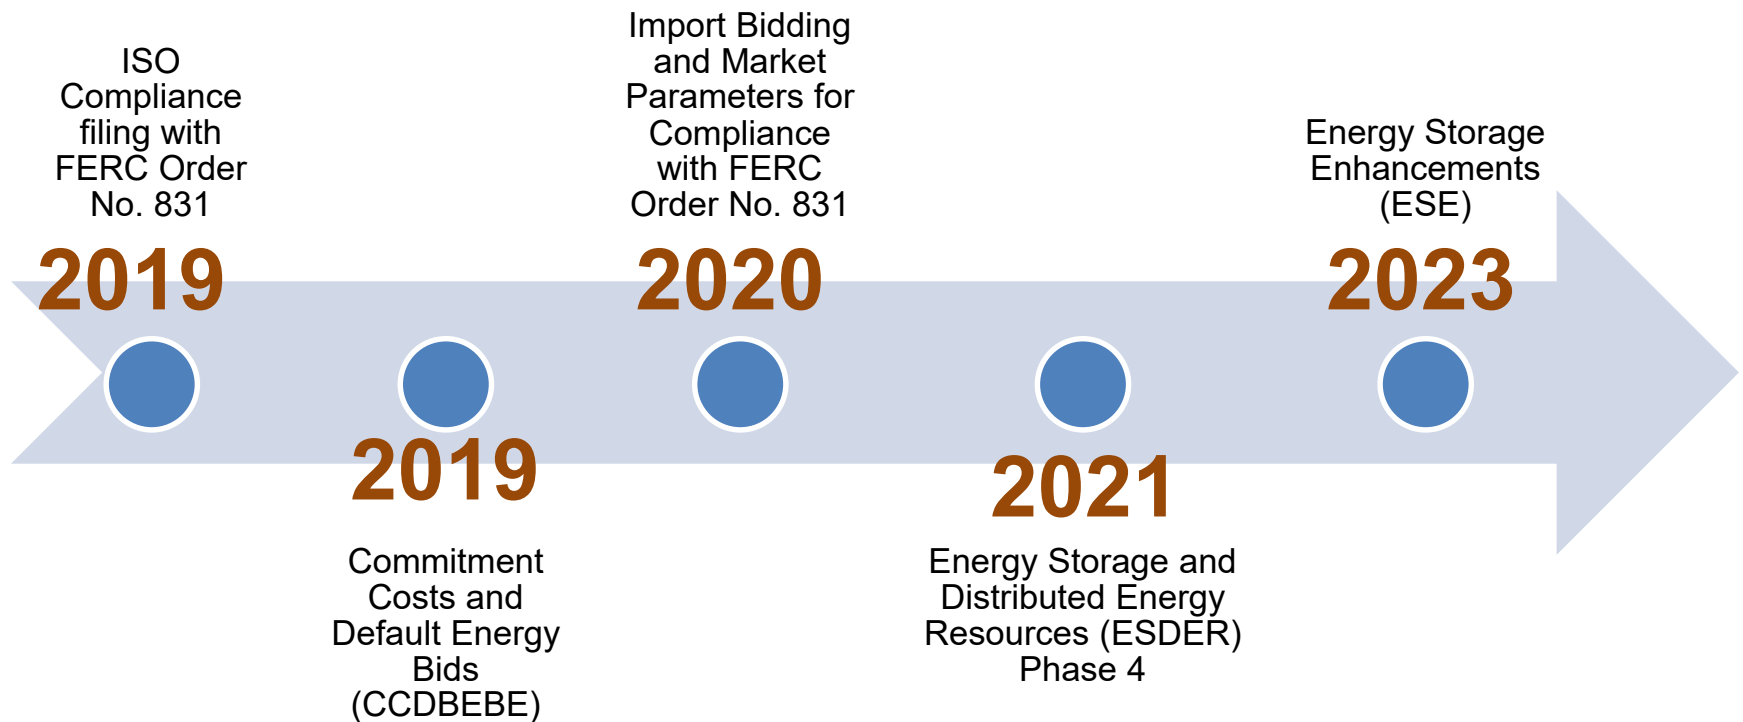 ISO
Compliance
filing with
FERC Order
No. 831
2019
2019
Commitment
Costs and
Default Energy
Bids
(CCDBEBE)
Import Bidding
and Market
Parameters for
Compliance
with FERC
Order No. 831
2020
2021
Energy Storage and
Distributed Energy
Resources (ESDER)
Phase 4
Energy Storage
Enhancements
(ESE)
2023